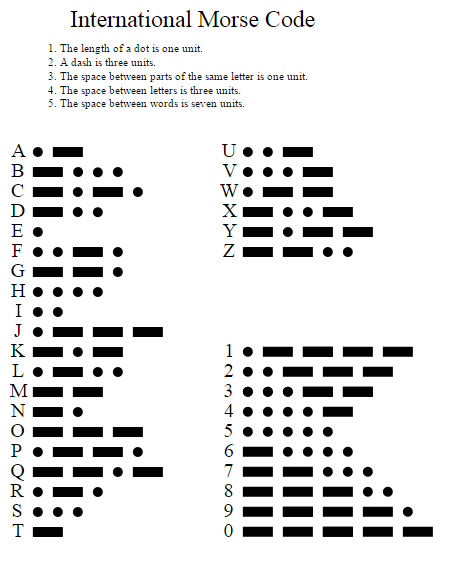 International Morse Code
1. The length of a dot is one unit.
2. A dash is three units.
3. The space between parts of the same letter is one unit.
4. The space between letters is three units.
5. The space between words is seven units.
A
B
C
D
E
F
G
H
I
J
K
L
M
N
O
P
Q
R
S
T
U
V
W
X
Y
Z
1
2
3
4
5
6
7
8
9
0